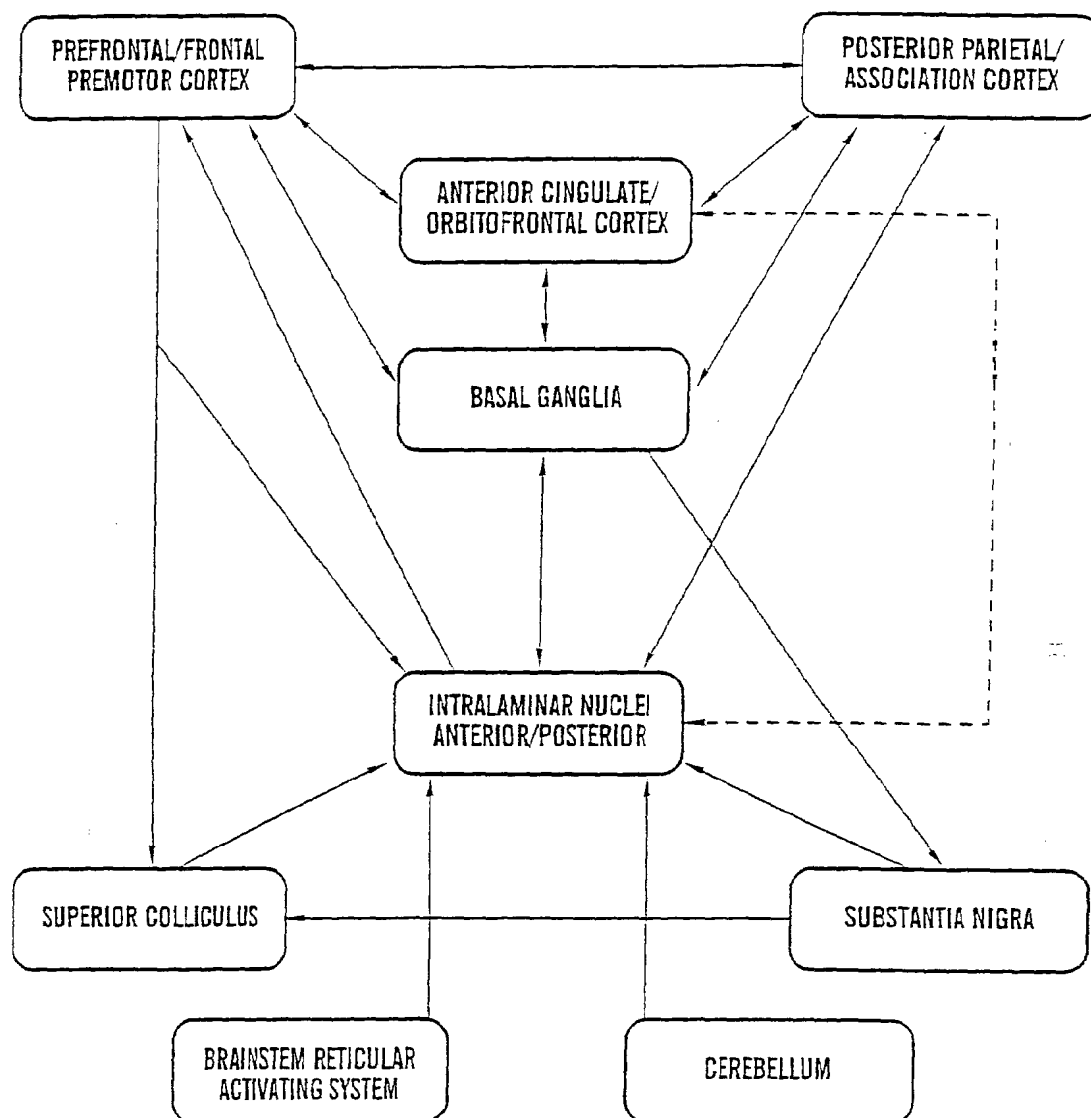 PREFRONTAL/FRONTAL
PREMOTOR CORTEX
POSTERIOR PARIETAL/
ASSOCIATION CORTEX
ANTERIOR CINGULATE/
ORBITOFRONTAL CORTEX
BASAL GANGLIA
INTRALAMINAR NUCLEI
ANTERIOR/POSTERIOR
SUPERIOR COLLICULUS
SUBSTANTIA NIGRA
BRAINSTEM RETICULAR
ACTIVATING SYSTEM
CEREBELLUM